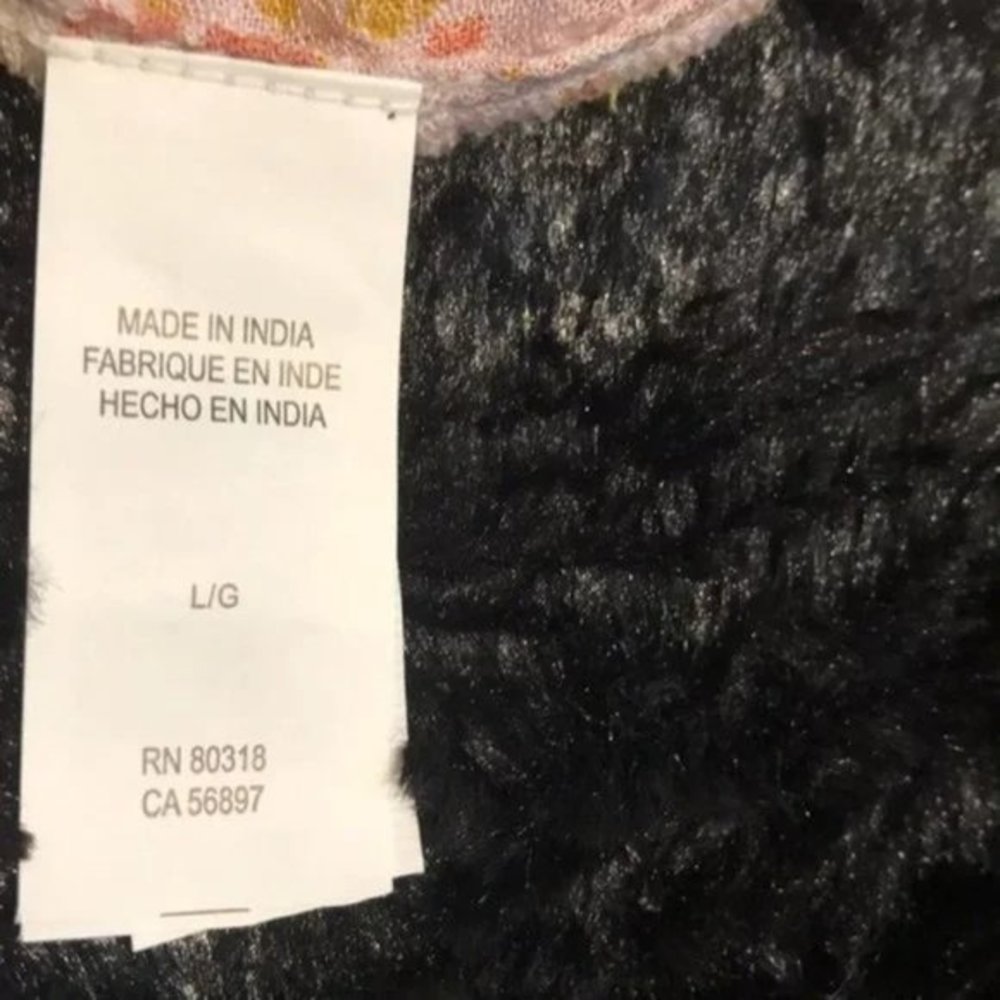 MADE IN INDIA
FABRIQUE EN INDE
HECHO EN INDIA
L/G
RN 80318
CA 56897